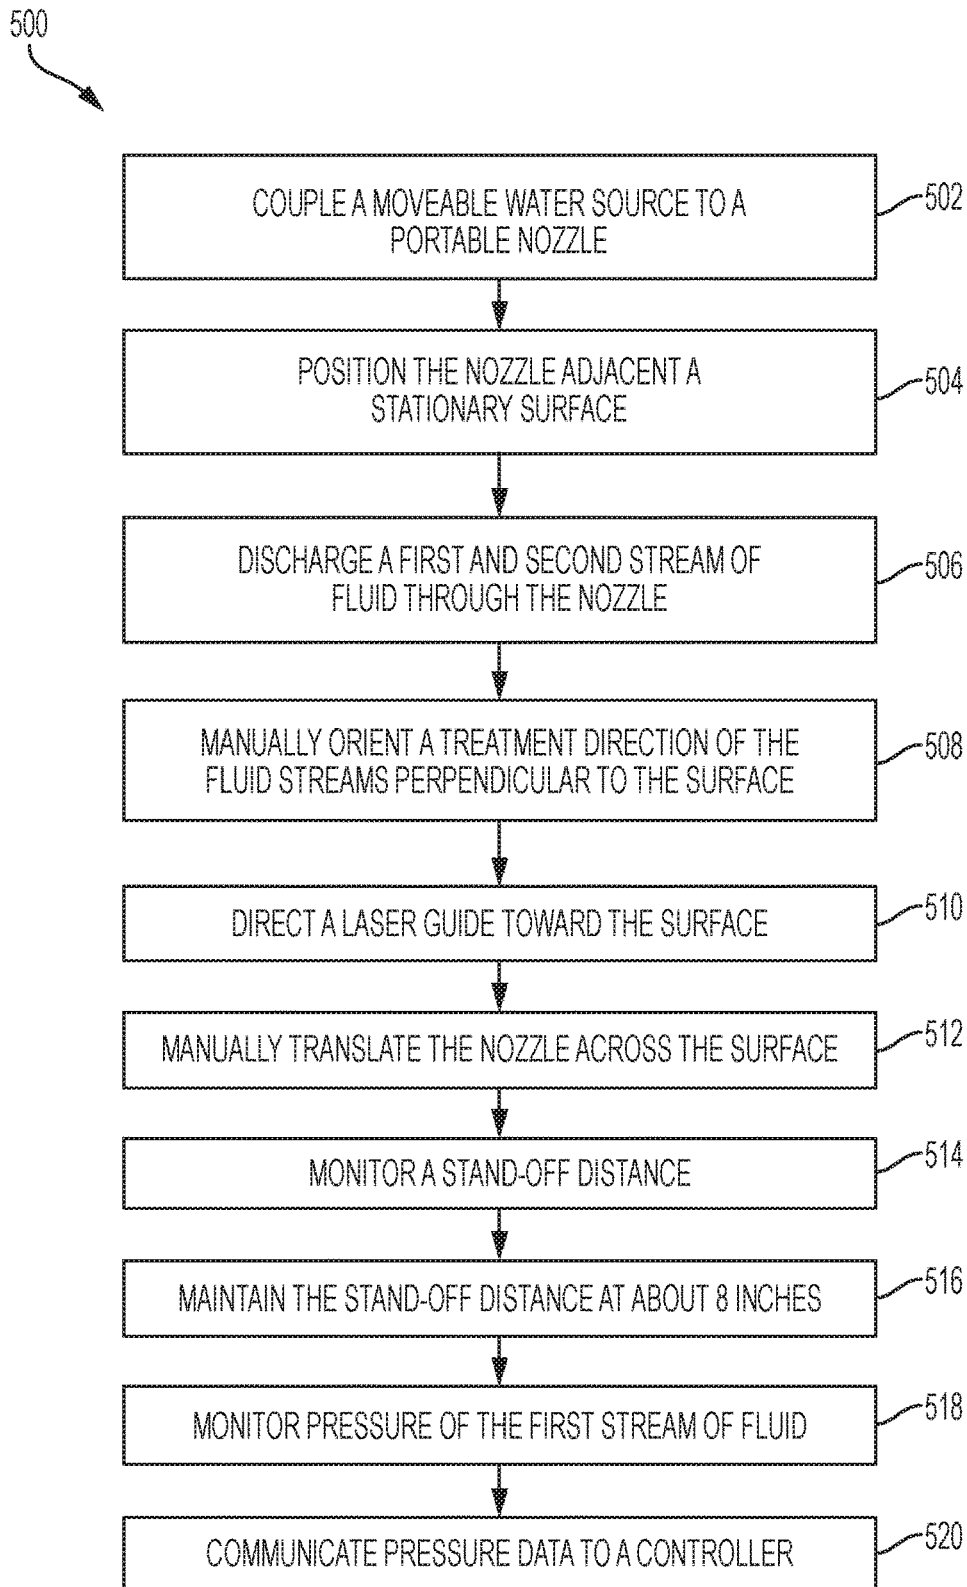 500
COUPLE A MOVEABLE WATER SOURCE TO A
PORTABLE NOZZLE
502
POSITION THE NOZZLE ADJACENT A
STATIONARY SURFACE
504
DISCHARGE A FIRST AND SECOND STREAM OF
FLUID THROUGH THE NOZZLE
506
MANUALLY ORIENT A TREATMENT DIRECTION OF THE
FLUID STREAMS PERPENDICULAR TO THE SURFACE
508
DIRECT A LASER GUIDE TOWARD THE SURFACE
510
MANUALLY TRANSLATE THE NOZZLE ACROSS THE SURFACE
512
MONITOR A STAND-OFF DISTANCE
514
MAINTAIN THE STAND-OFF DISTANCE AT ABOUT 8 INCHES
516
MONITOR PRESSURE OF THE FIRST STREAM OF FLUID
518
COMMUNICATE PRESSURE DATA TO A CONTROLLER
520